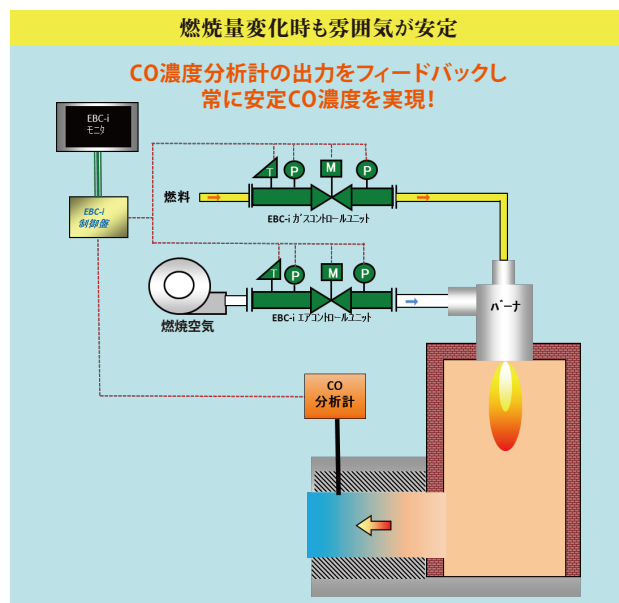 燃焼量変化時も雰囲気が安定
CO濃度分析計の出力をフィードバックし
常に安定CO濃度を実現！
EBC-i
モニタ
EBC-i
制御盤
燃料
T
P
M
P
EBC-i ガスコントロールユニット
燃焼空気
T
P
M
P
EBC-i エアコントロールユニット
バーナ
CO
分析計